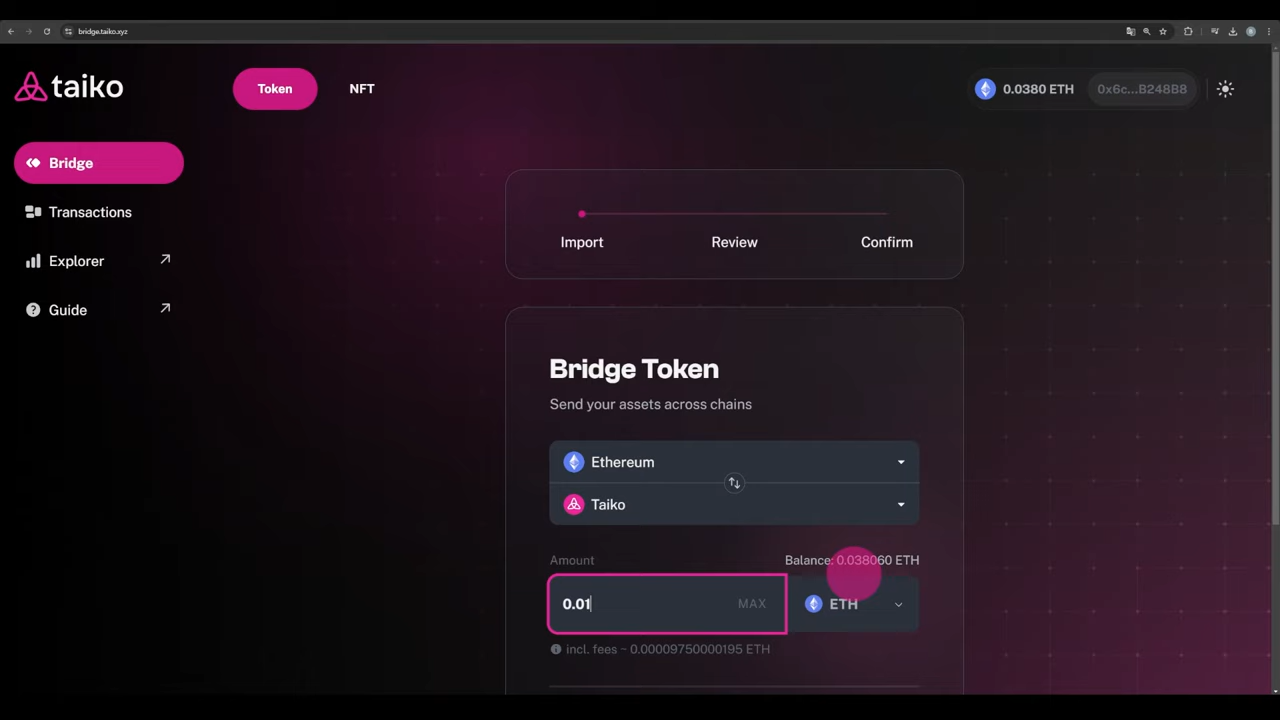 bridge.taiko.xyz
taiko
Token
NFT
0.0380 ETH
0x6c...B248B8
Bridge
Transactions
Explorer
Guide
Import
Review
Confirm
Bridge Token
Send your assets across chains
Ethereum
Taiko
Amount
Balance: 0.038060 ETH
0.01
MAX
ETH
incl. fees ~ 0.00009750000195 ETH